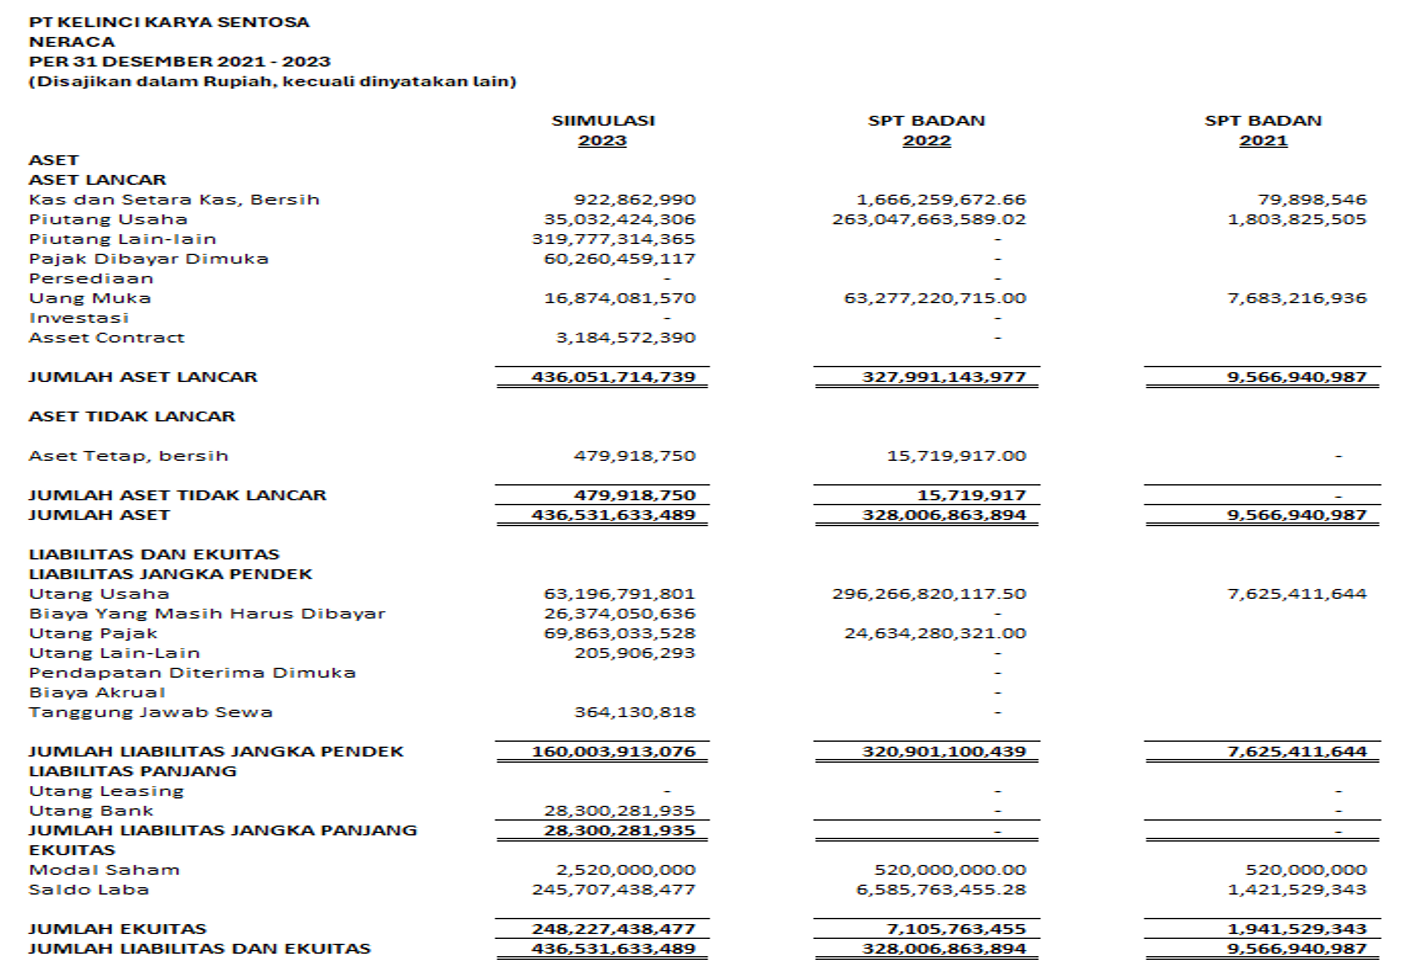 PT KELINCI KARYA SENTOSA
NERACA
PER 31 DESEMBER 2021 - 2023
(Disajikan dalam Rupiah, kecuali dinyatakan lain)
SIIMULASI SPT BADAN SPT BADAN
2023 2022 2021
ASET
ASET LANCAR
Kas dan Setara Kas, Bersih 922,862,990 1,666,259,672.66 79,898,546
Piutang Usaha 35,032,424,306 263,047,663,589.02 1,803,825,505
Piutang Lain-lain 319,777,314,365 -
Pajak Dibayar Dimuka 60,260,459,117 -
Persediaan - -
Uang Muka 16,874,081,570 63,277,220,715.00 7,683,216,936
Investasi - -
Asset Contract 3,184,572,390 -
JUMLAH ASET LANCAR 436,051,714,739 327,991,143,977 9,566,940,987
ASET TIDAK LANCAR
Aset Tetap, bersih 479,918,750 15,719,917.00 -
JUMLAH ASET TIDAK LANCAR 479,918,750 15,719,917 -
JUMLAH ASET 436,531,633,489 328,006,863,894 9,566,940,987
LIABILITAS DAN EKUITAS
LIABILITAS JANGKA PENDEK
Utang Usaha 63,196,791,801 296,266,820,117.50 7,625,411,644
Biaya Yang Masih Harus Dibayar 26,374,050,636 -
Utang Pajak 69,863,033,528 24,634,280,321.00
Utang Lain-Lain 205,906,293 -
Pendapatan Diterima Dimuka -
Biaya Akrual -
Tanggung Jawab Sewa 364,130,818 -
JUMLAH LIABILITAS JANGKA PENDEK 160,003,913,076 320,901,100,439 7,625,411,644
LIABILITAS PANJANG
Utang Leasing - - -
Utang Bank 28,300,281,935 - -
JUMLAH LIABILITAS JANGKA PANJANG 28,300,281,935 - -
EKUITAS
Modal Saham 2,520,000,000 520,000,000.00 520,000,000
Saldo Laba 245,707,438,477 6,585,763,455.28 1,421,529,343
JUMLAH EKUITAS 248,227,438,477 7,105,763,455 1,941,529,343
JUMLAH LIABILITAS DAN EKUITAS 436,531,633,489 328,006,863,894 9,566,940,987